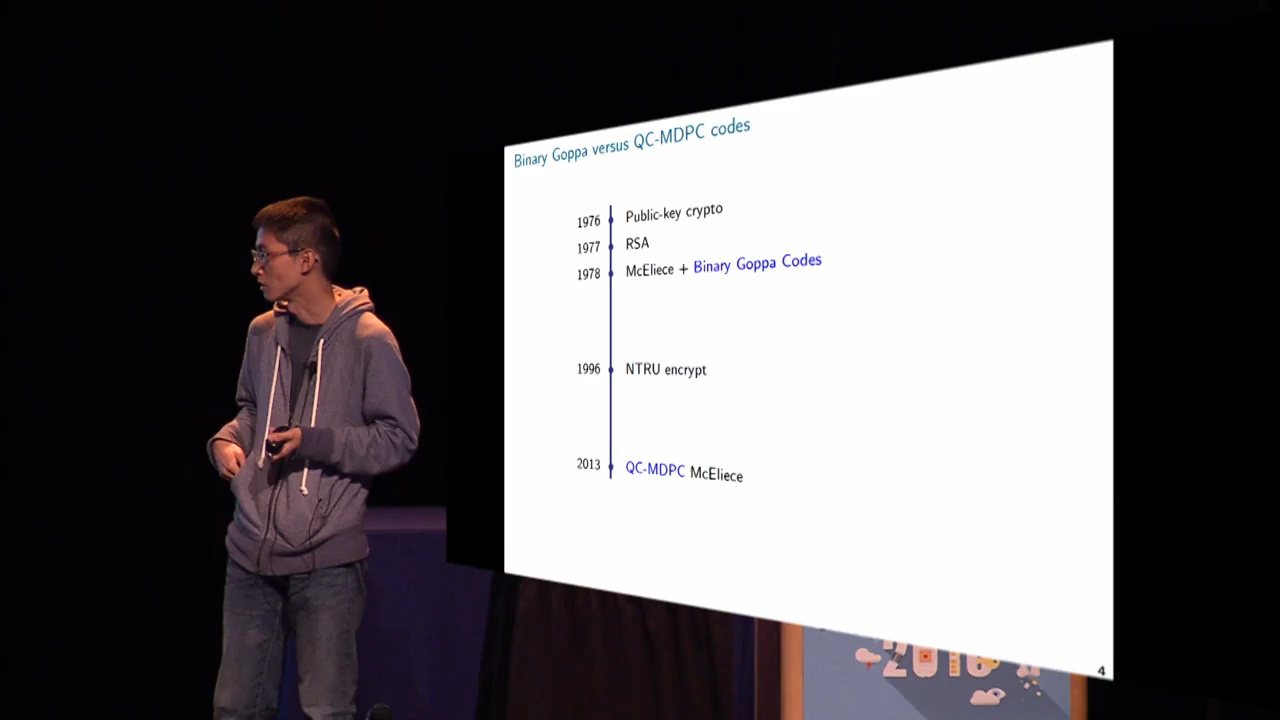 Binary Goppa versus QC-MDPC codes
1976 Public-key crypto
1977 RSA
1978 McEliece + Binary Goppa Codes
1996 NTRU encrypt
2013 QC-MDPC McEliece
4
2016